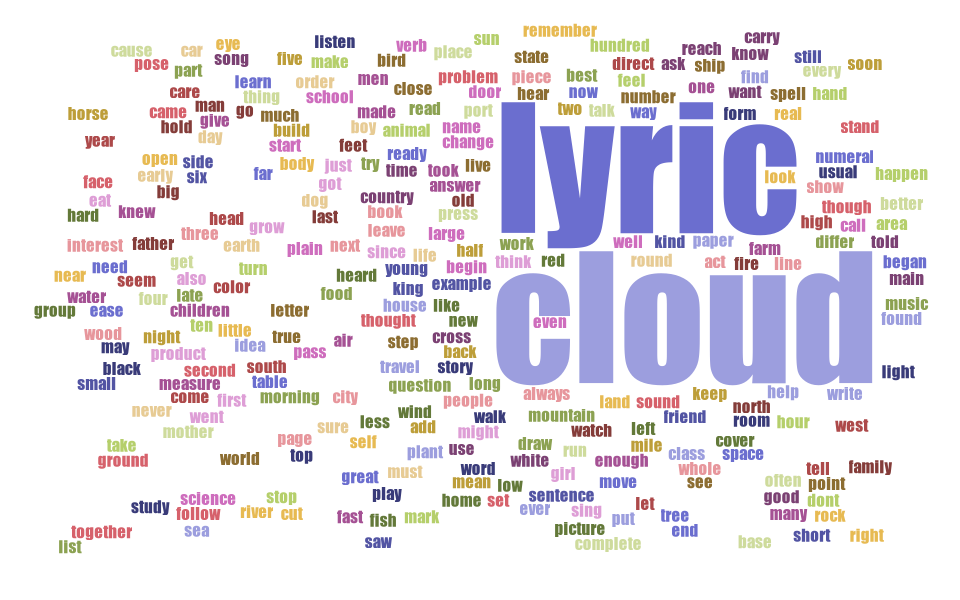 remember
sun
carry
cause car eye listen verb place hundred reach know
song five make bird state still
pose part direct ask ship every soon
learn order men problem piece best feel find
care thing school close door hear now number one want spell hand
horse came man give go much made read port two talk way form real
hold day build boy animal name stand
year start feet change lyric
open side body just try ready time took live numeral
early six far look usual happen
face big got answer show
eat dog country old
hard knew head last book press though better
three grow leave large high call area
interest father earth plain next since life half work well kind paper farm differ told
get think red round act fire line began
near need seem also turn heard young begin main
water four late color food king example cloud
group ease children letter house like music
ten little thought new even found
wood night idea true air step cross
may product pass back
black second south travel story light
small measure table question long
come first morning city people always land sound keep help write
never went wind north
mother sure less add walk mountain friend room hour west
take page self might watch left
ground world top plant use draw run mile cover
white enough class space
great must word girl whole tell family
mean low move see often point
study science stop play home set sentence good dont
follow river cut fast fish mark ever sing let many rock
together sea put tree
list saw picture end short right
complete base